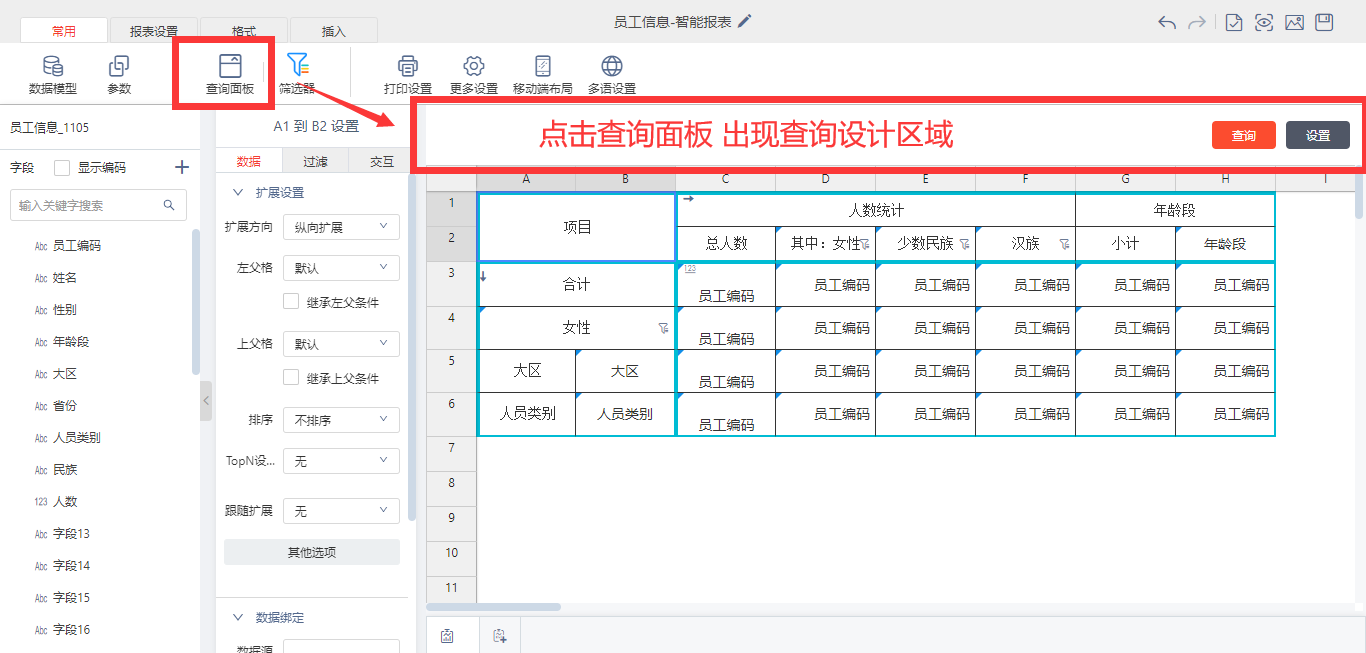 员工信息-智能报表
常用 报表设置 格式 插入
数据模型 参数 查询面板 筛选器 打印设置 更多设置 移动端布局 多语设置
员工信息_1105
字段 显示编码
输入关键字搜索
Abc 员工编码
Abc 姓名
Abc 性别
Abc 年龄段
Abc 大区
Abc 省份
Abc 人员类别
Abc 民族
123 人数
Abc 字段13
Abc 字段14
Abc 字段15
Abc 字段16
A1 到 B2 设置
数据 过滤 交互
扩展设置
扩展方向 纵向扩展
左父格 默认
继承左父条件
上父格 默认
继承上父条件
排序 不排序
TopN设... 无
跟随扩展 无
其他选项
数据绑定
数据源
点击查询面板 出现查询设计区域
查询 设置
A B C D E F G H I
1 项目 人数统计 年龄段
2 总人数 其中：女性 少数民族 汉族 小计 年龄段
3 合计 123 员工编码 员工编码 员工编码 员工编码 员工编码 员工编码
4 女性 员工编码 员工编码 员工编码 员工编码 员工编码 员工编码
5 大区 大区 员工编码 员工编码 员工编码 员工编码 员工编码 员工编码
6 人员类别 人员类别 员工编码 员工编码 员工编码 员工编码 员工编码 员工编码
7
8
9
10
11